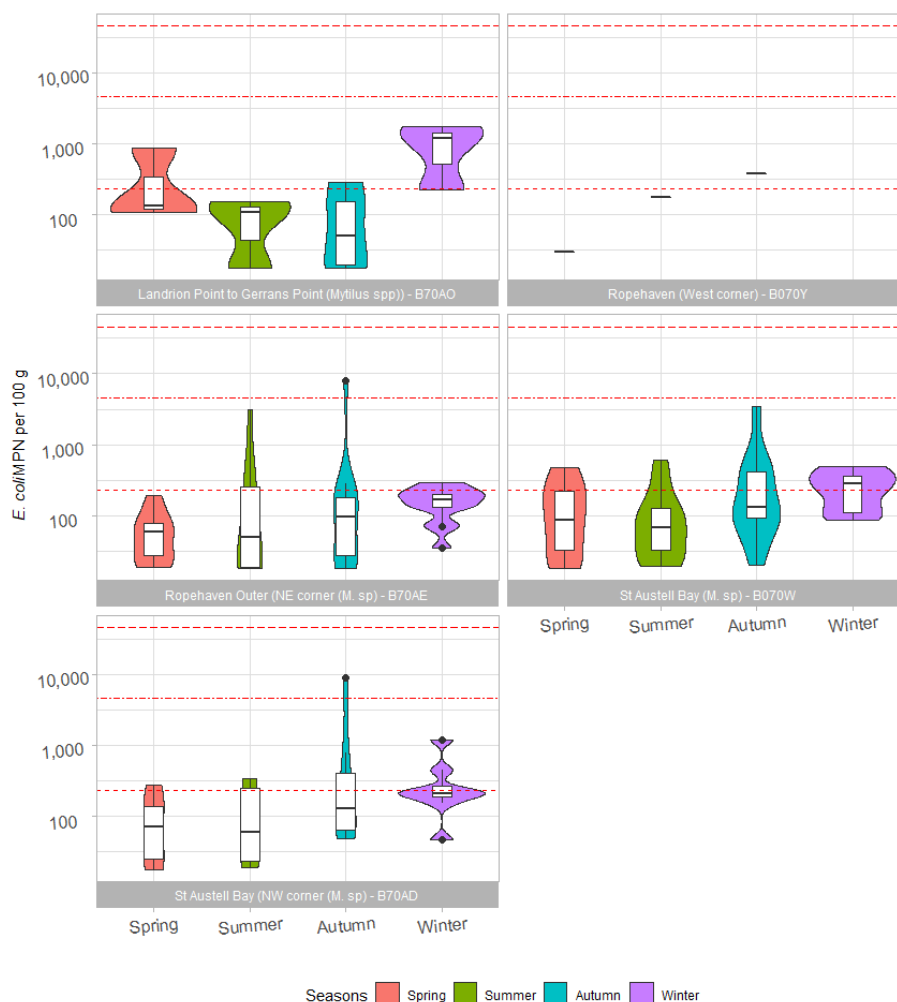 10,000
1,000
100
Landrion Point to Gerrans Point (Mytilus spp)) - B70AO
Ropehaven (West corner) - B070Y
E. coli MPN per 100 g
10,000
1,000
100
Ropehaven Outer (NE corner (M. sp) - B70AE
St Austell Bay (M. sp) - B070W
Spring Summer Autumn Winter
10,000
1,000
100
St Austell Bay (NW corner (M. sp) - B70AD
Spring Summer Autumn Winter
Seasons Spring Summer Autumn Winter